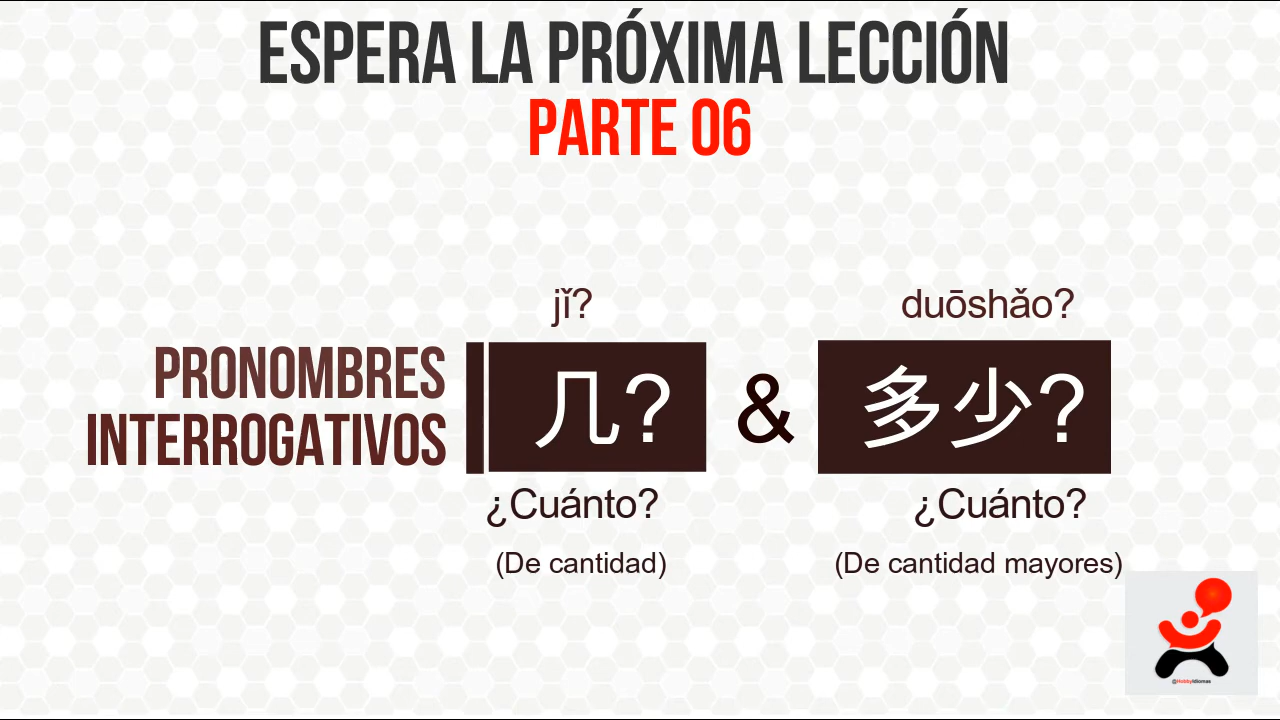 ESPERA LA PRÓXIMA LECCIÓN
PARTE 06
PRONOMBRES
INTERROGATIVOS
jǐ?
几?
¿Cuánto?
(De cantidad)
&
duōshǎo?
多少?
¿Cuánto?
(De cantidad mayores)
@HobbyIdiomas